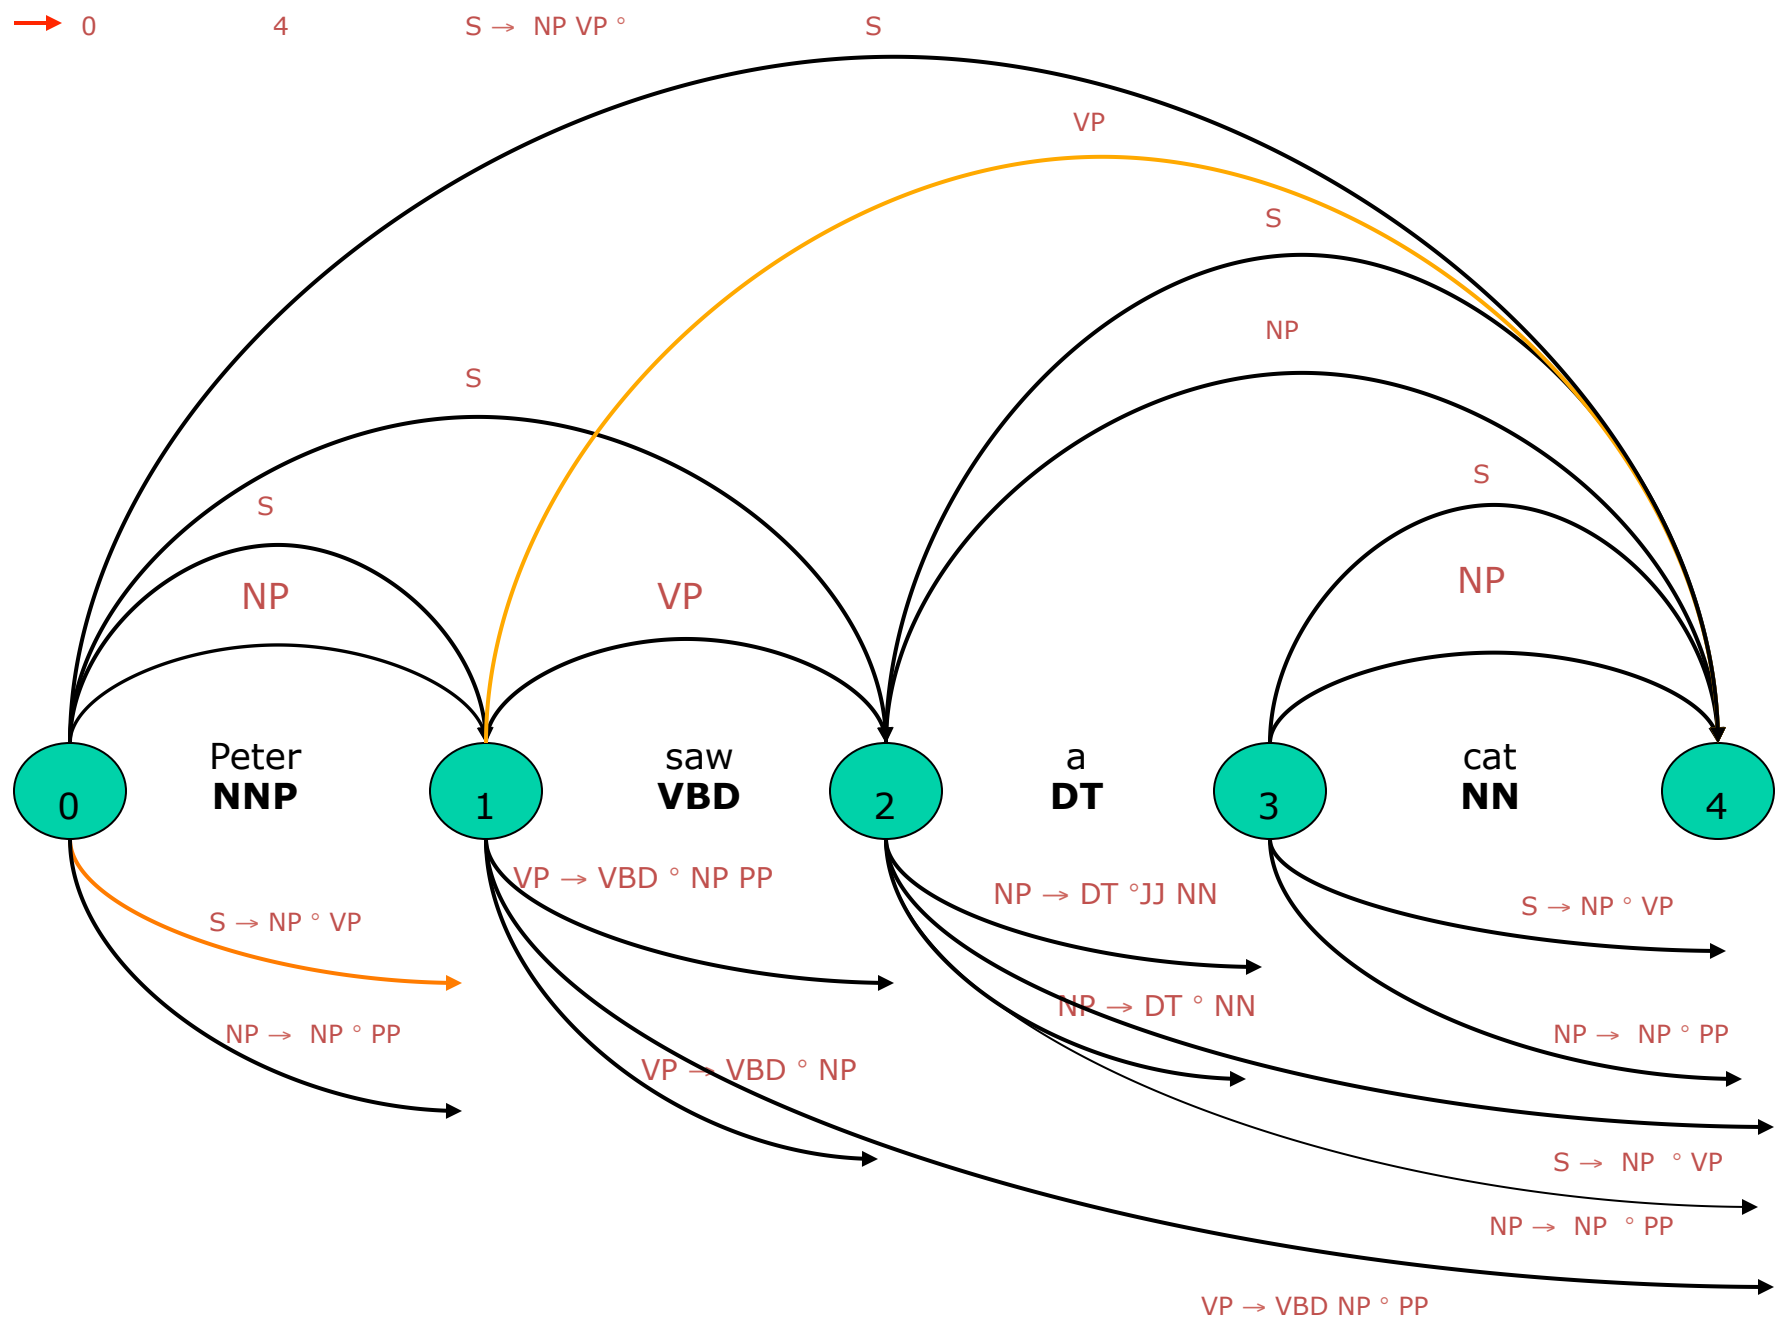 0 4 S → NP VP ° S
VP
S
NP
S
S
S
NP VP NP
Peter saw a cat
NNP VBD DT NN
0 1 2 3 4
VP → VBD ° NP PP
NP → DT °JJ NN
S → NP ° VP
S → NP ° VP
NP → DT ° NN
NP → NP ° PP
NP → NP ° PP
VP → VBD ° NP
S → NP ° VP
NP → NP ° PP
VP → VBD NP ° PP